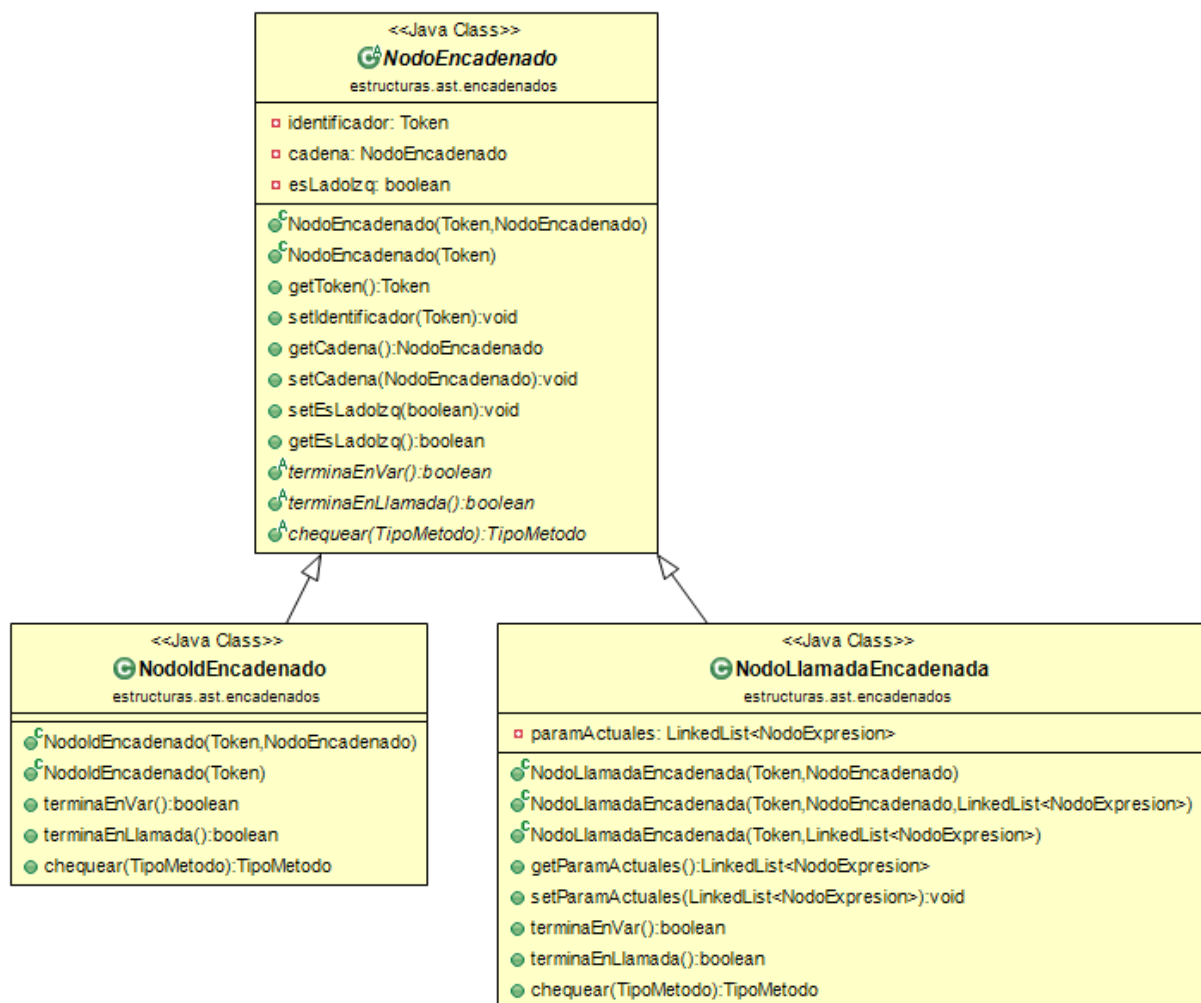 <<Java Class>>
NodoEncadenado
estructuras.ast.encadenados
identificador: Token
cadena: NodoEncadenado
esLadoIzq: boolean
NodoEncadenado(Token,NodoEncadenado)
NodoEncadenado(Token)
getToken():Token
setIdentificador(Token):void
getCadena():NodoEncadenado
setCadena(NodoEncadenado):void
setEsLadoIzq(boolean):void
getEsLadoIzq():boolean
terminaEnVar():boolean
terminaEnLlamada():boolean
chequear(TipoMetodo):TipoMetodo
<<Java Class>>
NodoIdEncadenado
estructuras.ast.encadenados
NodoIdEncadenado(Token,NodoEncadenado)
NodoIdEncadenado(Token)
terminaEnVar():boolean
terminaEnLlamada():boolean
chequear(TipoMetodo):TipoMetodo
<<Java Class>>
NodoLlamadaEncadenada
estructuras.ast.encadenados
paramActuales: LinkedList<NodoExpresion>
NodoLlamadaEncadenada(Token,NodoEncadenado)
NodoLlamadaEncadenada(Token,NodoEncadenado,LinkedList<NodoExpresion>)
NodoLlamadaEncadenada(Token,LinkedList<NodoExpresion>)
getParamActuales():LinkedList<NodoExpresion>
setParamActuales(LinkedList<NodoExpresion>):void
terminaEnVar():boolean
terminaEnLlamada():boolean
chequear(TipoMetodo):TipoMetodo